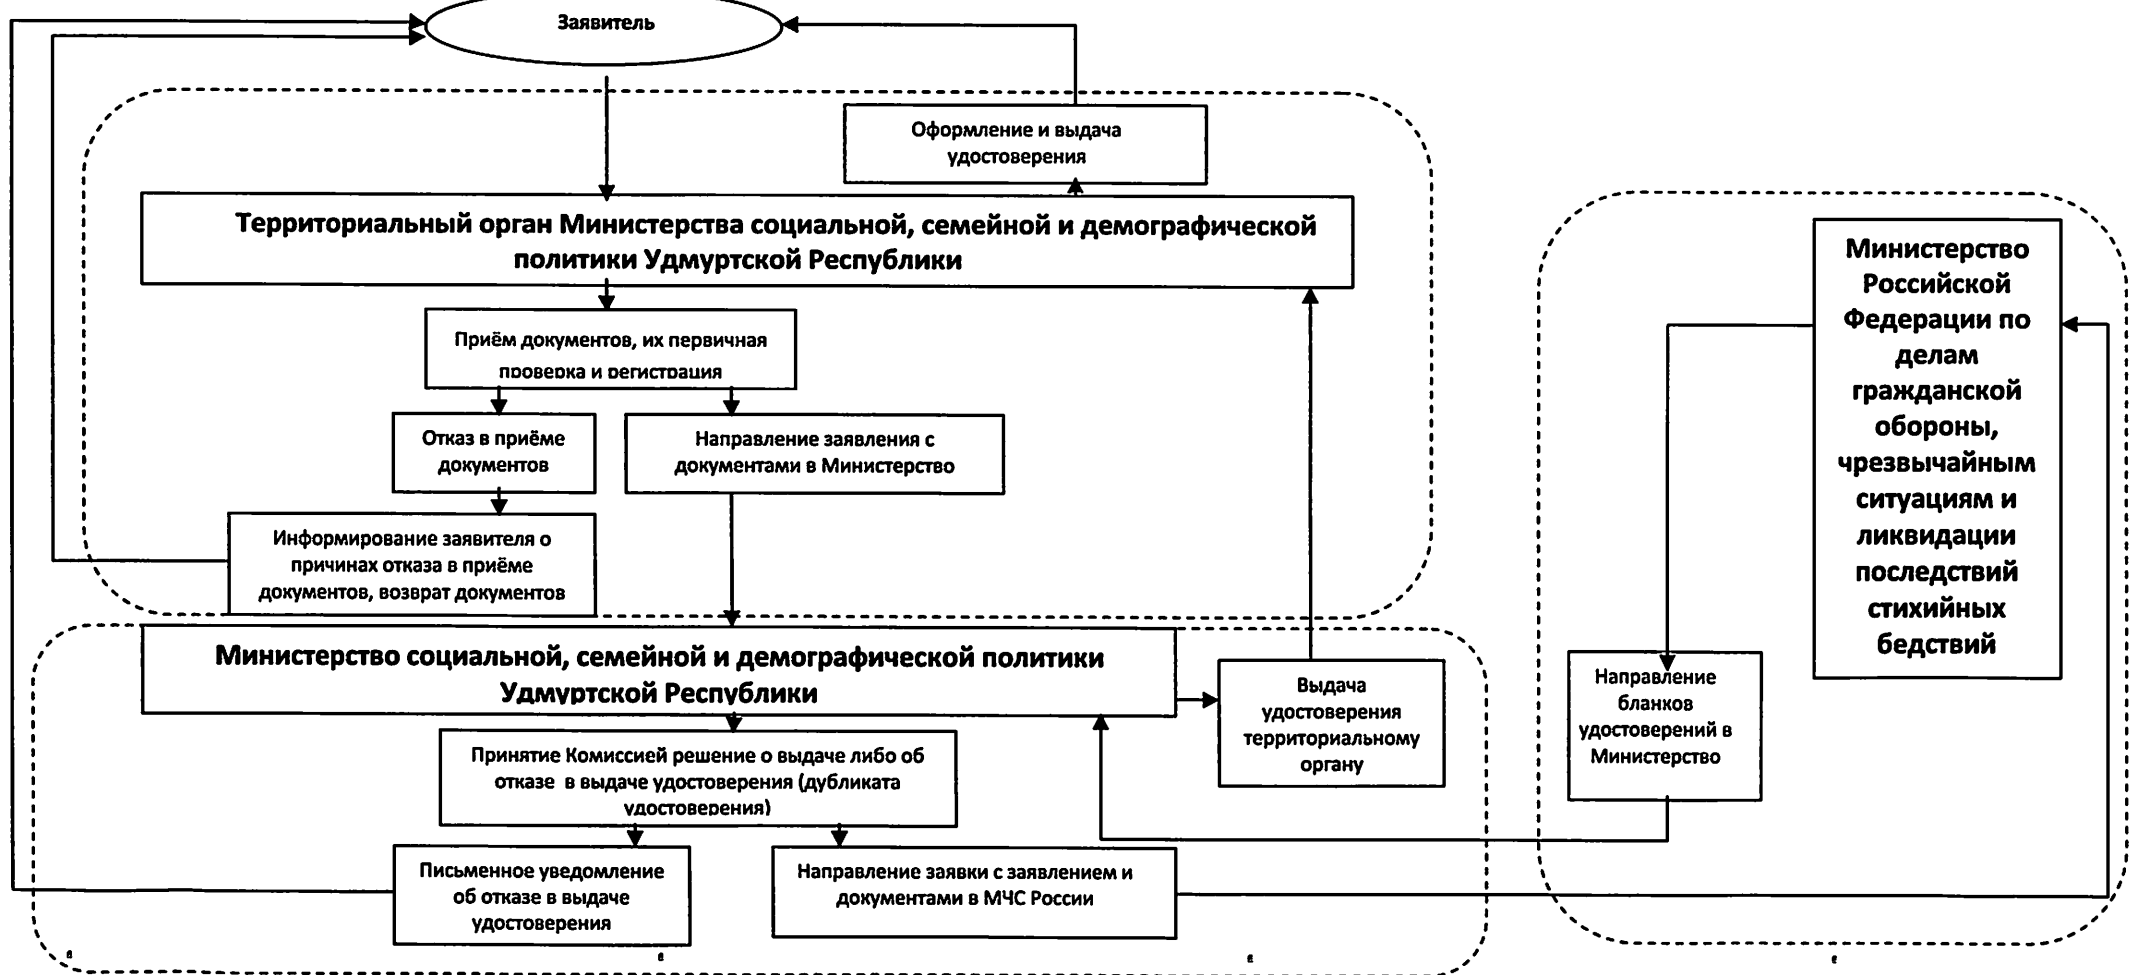 Заявитель
Оформление и выдача
удостоверения
Территориальный орган Министерства социальной, семейной и демографической
политики Удмуртской Республики
Приём документов, их первичная
проверка и регистрация
Отказ в приёме
документов
Направление заявления с
документами в Министерство
Информирование заявителя о
причинах отказа в приёме
документов, возврат документов
Министерство социальной, семейной и демографической политики
Удмуртской Республики
Выдача
удостоверения
территориальному
органу
Принятие Комиссией решение о выдаче либо об
отказе в выдаче удостоверения (дубликата
удостоверения)
Письменное уведомление
об отказе в выдаче
удостоверения
Направление заявки с заявлением и
документами в МЧС России
Министерство
Российской
Федерации по
делам
гражданской
обороны,
чрезвычайным
ситуациям и
ликвидации
последствий
стихийных
бедствий
Направление
бланков
удостоверений в
Министерство